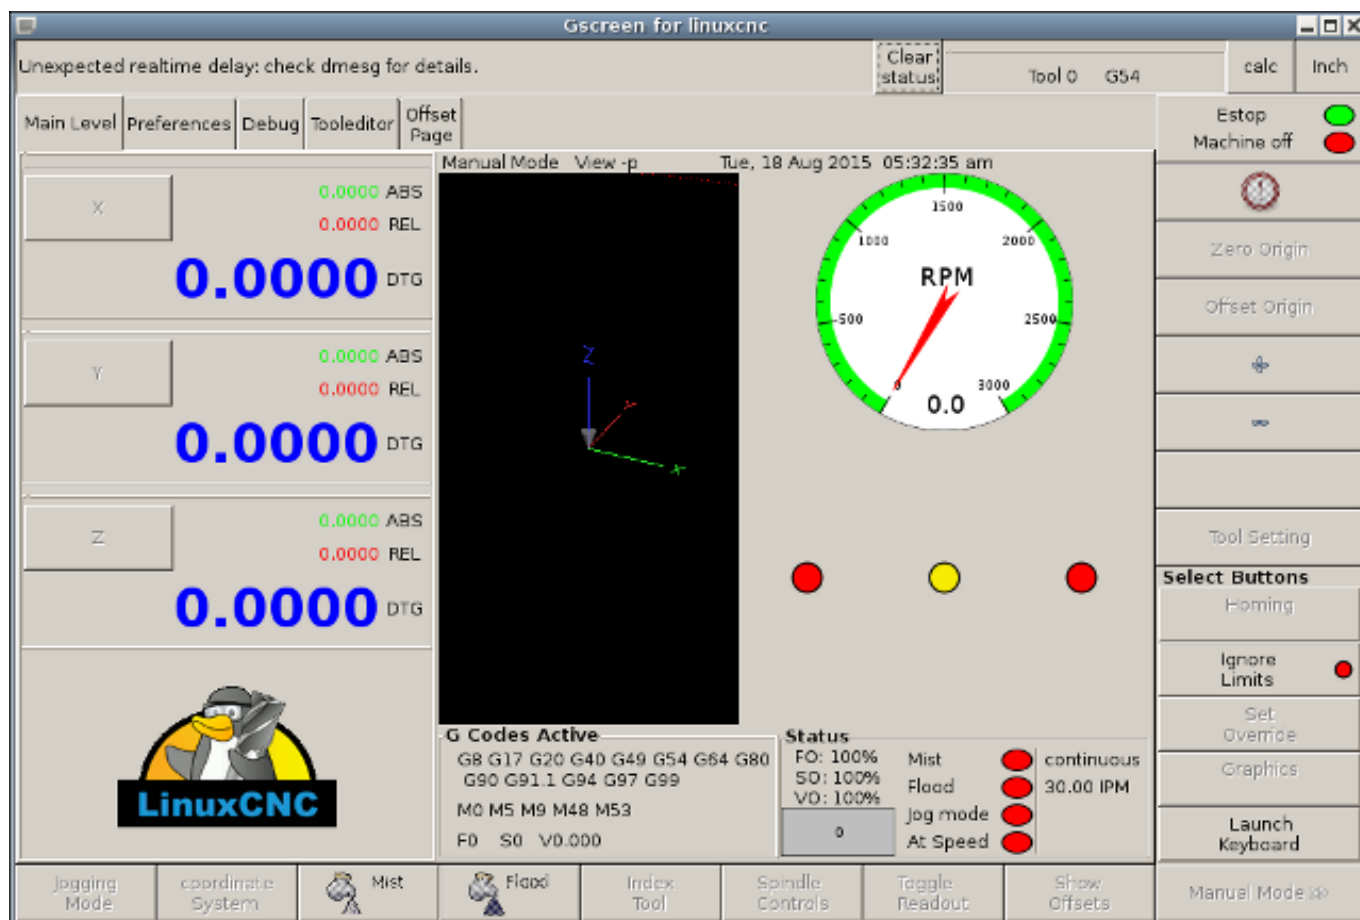 Gscreen for linuxcnc
Unexpected realtime delay: check dmesg for details.
Clear
status
Tool 0 G54
calc
Inch
Main Level
Preferences
Debug
Tooleditor
Offset
Page
Estop
Machine off
Manual Mode View -p Tue, 18 Aug 2015 05:32:35 am
X
0.0000 ABS
0.0000 REL
0.0000 DTG
Y
0.0000 ABS
0.0000 REL
0.0000 DTG
Z
0.0000 ABS
0.0000 REL
0.0000 DTG
LinuxCNC
Z
Y
X
1500
1000
2000
RPM
500
2500
0
3000
0.0
G Codes Active
G8 G17 G20 G40 G49 G54 G64 G80
G90 G91.1 G94 G97 G99
M0 M5 M9 M48 M53
F0 S0 V0.000
Status
FO: 100%
SO: 100%
VO: 100%
0
Mist
Flood
Jog mode
At Speed
continuous
30.00 IPM
Zero Origin
Offset Origin
Tool Setting
Select Buttons
Homing
Ignore
Limits
Set
Override
Graphics
Launch
Keyboard
Jogging
Mode
coordinate
System
Mist
Flood
Index
Tool
Spindle
Controls
Toggle
Readout
Show
Offsets
Manual Mode >>